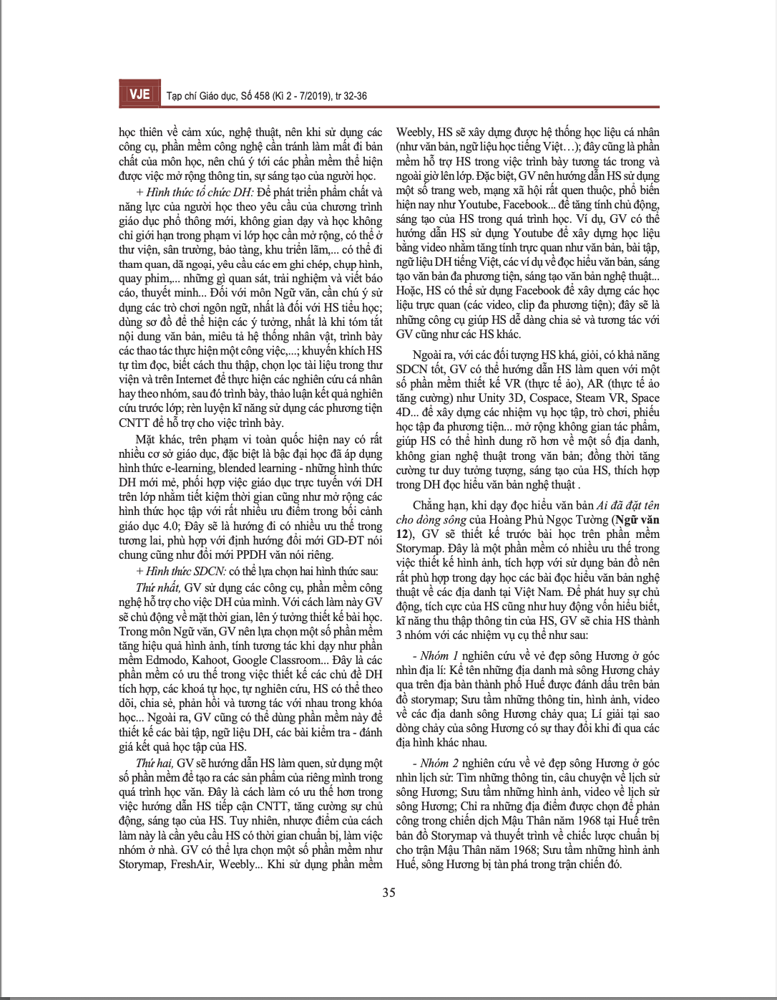 VJE
Tạp chí Giáo dục, Số 458 (Kì 2 - 7/2019), tr 32-36
học thiên về cảm xúc, nghệ thuật, nên khi sử dụng các
công cụ, phần mềm công nghệ cần tránh làm mất đi bản
chất của môn học, nên chú ý tới các phần mềm thể hiện
được việc mở rộng thông tin, sự sáng tạo của người học.
+ Hình thức tổ chức DH: Để phát triển phẩm chất và
năng lực của người học theo yêu cầu của chương trình
giáo dục phổ thông mới, không gian dạy và học không
chỉ giới hạn trong phạm vi lớp học cần mở rộng, có thể ở
thư viện, sân trường, bảo tàng, khu triển lãm,... có thể đi
tham quan, dã ngoại, yêu cầu các em ghi chép, chụp hình,
quay phim,... những gì quan sát, trải nghiệm và viết báo
cáo, thuyết minh... Đối với môn Ngữ văn, cần chú ý sử
dụng các trò chơi ngôn ngữ, nhất là đối với HS tiểu học;
dùng sơ đồ để thể hiện các ý tưởng, nhất là khi tóm tắt
nội dung văn bản, miêu tả hệ thống nhân vật, trình bày
các thao tác thực hiện một công việc,...; khuyến khích HS
tự tìm đọc, biết cách thu thập, chọn lọc tài liệu trong thư
viện và trên Internet để thực hiện các nghiên cứu cá nhân
hay theo nhóm, sau đó trình bày, thảo luận kết quả nghiên
cứu trước lớp; rèn luyện kĩ năng sử dụng các phương tiện
CNTT để hỗ trợ cho việc trình bày.
Mặt khác, trên phạm vi toàn quốc hiện nay có rất
nhiều cơ sở giáo dục, đặc biệt là bậc đại học đã áp dụng
hình thức e-learning, blended learning - những hình thức
DH mới mẻ, phối hợp việc giáo dục trực tuyến với DH
trên lớp nhằm tiết kiệm thời gian cũng như mở rộng các
hình thức học tập với rất nhiều ưu điểm trong bối cảnh
giáo dục 4.0; Đây sẽ là hướng đi có nhiều ưu thế trong
tương lai, phù hợp với định hướng đổi mới GD-ĐT nói
chung cũng như đổi mới PPDH văn nói riêng.
+ Hình thức SDCN: có thể lựa chọn hai hình thức sau:
Thứ nhất, GV sử dụng các công cụ, phần mềm công
nghệ hỗ trợ cho việc DH của mình. Với cách làm này GV
sẽ chủ động về mặt thời gian, lên ý tưởng thiết kế bài học.
Trong môn Ngữ văn, GV nên lựa chọn một số phần mềm
tăng hiệu quả hình ảnh, tính tương tác khi dạy như phần
mềm Edmodo, Kahoot, Google Classroom... Đây là các
phần mềm có ưu thế trong việc thiết kế các chủ đề DH
tích hợp, các khoá tự học, tự nghiên cứu, HS có thể theo
dõi, chia sẻ, phản hồi và tương tác với nhau trong khóa
học... Ngoài ra, GV cũng có thể dùng phần mềm này để
thiết kế các bài tập, ngữ liệu DH, các bài kiểm tra - đánh
giá kết quả học tập của HS.
Thứ hai, GV sẽ hướng dẫn HS làm quen, sử dụng một
số phần mềm để tạo ra các sản phẩm của riêng mình trong
quá trình học văn. Đây là cách làm có ưu thế hơn trong
việc hướng dẫn HS tiếp cận CNTT, tăng cường sự chủ
động, sáng tạo của HS. Tuy nhiên, nhược điểm của cách
làm này là cần yêu cầu HS có thời gian chuẩn bị, làm việc
nhóm ở nhà. GV có thể lựa chọn một số phần mềm như
Storymap, FreshAir, Weebly... Khi sử dụng phần mềm
Weebly, HS sẽ xây dựng được hệ thống học liệu cá nhân
(như văn bản, ngữ liệu học tiếng Việt…); đây cũng là phần
mềm hỗ trợ HS trong việc trình bày tương tác trong và
ngoài giờ lên lớp. Đặc biệt, GV nên hướng dẫn HS sử dụng
một số trang web, mạng xã hội rất quen thuộc, phổ biến
hiện nay như Youtube, Facebook... để tăng tính chủ động,
sáng tạo của HS trong quá trình học. Ví dụ, GV có thể
hướng dẫn HS sử dụng Youtube để xây dựng học liệu
bằng video nhằm tăng tính trực quan như văn bản, bài tập,
ngữ liệu DH tiếng Việt, các ví dụ về đọc hiểu văn bản, sáng
tạo văn bản đa phương tiện, sáng tạo văn bản nghệ thuật...
Hoặc, HS có thể sử dụng Facebook để xây dựng các học
liệu trực quan (các video, clip đa phương tiện); đây sẽ là
những công cụ giúp HS dễ dàng chia sẻ và tương tác với
GV cũng như các HS khác.
Ngoài ra, với các đối tượng HS khá, giỏi, có khả năng
SDCN tốt, GV có thể hướng dẫn HS làm quen với một
số phần mềm thiết kế VR (thực tế ảo), AR (thực tế ảo
tăng cường) như Unity 3D, Cospace, Steam VR, Space
4D... để xây dựng các nhiệm vụ học tập, trò chơi, phiếu
học tập đa phương tiện... mở rộng không gian tác phẩm,
giúp HS có thể hình dung rõ hơn về một số địa danh,
không gian nghệ thuật trong văn bản; đồng thời tăng
cường tư duy tưởng tượng, sáng tạo của HS, thích hợp
trong DH đọc hiểu văn bản nghệ thuật .
Chẳng hạn, khi dạy đọc hiểu văn bản Ai đã đặt tên
cho dòng sông của Hoàng Phủ Ngọc Tường (Ngữ văn
12), GV sẽ thiết kế trước bài học trên phần mềm
Storymap. Đây là một phần mềm có nhiều ưu thế trong
việc thiết kế hình ảnh, tích hợp với sử dụng bản đồ nên
rất phù hợp trong dạy học các bài đọc hiểu văn bản nghệ
thuật về các địa danh tại Việt Nam. Để phát huy sự chủ
động, tích cực của HS cũng như huy động vốn hiểu biết,
kĩ năng thu thập thông tin của HS, GV sẽ chia HS thành
3 nhóm với các nhiệm vụ cụ thể như sau:
- Nhóm 1 nghiên cứu về vẻ đẹp sông Hương ở góc
nhìn địa lí: Kể tên những địa danh mà sông Hương chảy
qua trên địa bàn thành phố Huế được đánh dấu trên bản
đồ storymap; Sưu tầm những thông tin, hình ảnh, video
về các địa danh sông Hương chảy qua; Lí giải tại sao
dòng chảy của sông Hương có sự thay đổi khi đi qua các
địa hình khác nhau.
- Nhóm 2 nghiên cứu về vẻ đẹp sông Hương ở góc
nhìn lịch sử: Tìm những thông tin, câu chuyện về lịch sử
sông Hương; Sưu tầm những hình ảnh, video về lịch sử
sông Hương; Chỉ ra những địa điểm được chọn để phản
công trong chiến dịch Mậu Thân năm 1968 tại Huế trên
bản đồ Storymap và thuyết trình về chiếc lược chuẩn bị
cho trận Mậu Thân năm 1968; Sưu tầm những hình ảnh
Huế, sông Hương bị tàn phá trong trận chiến đó.
35